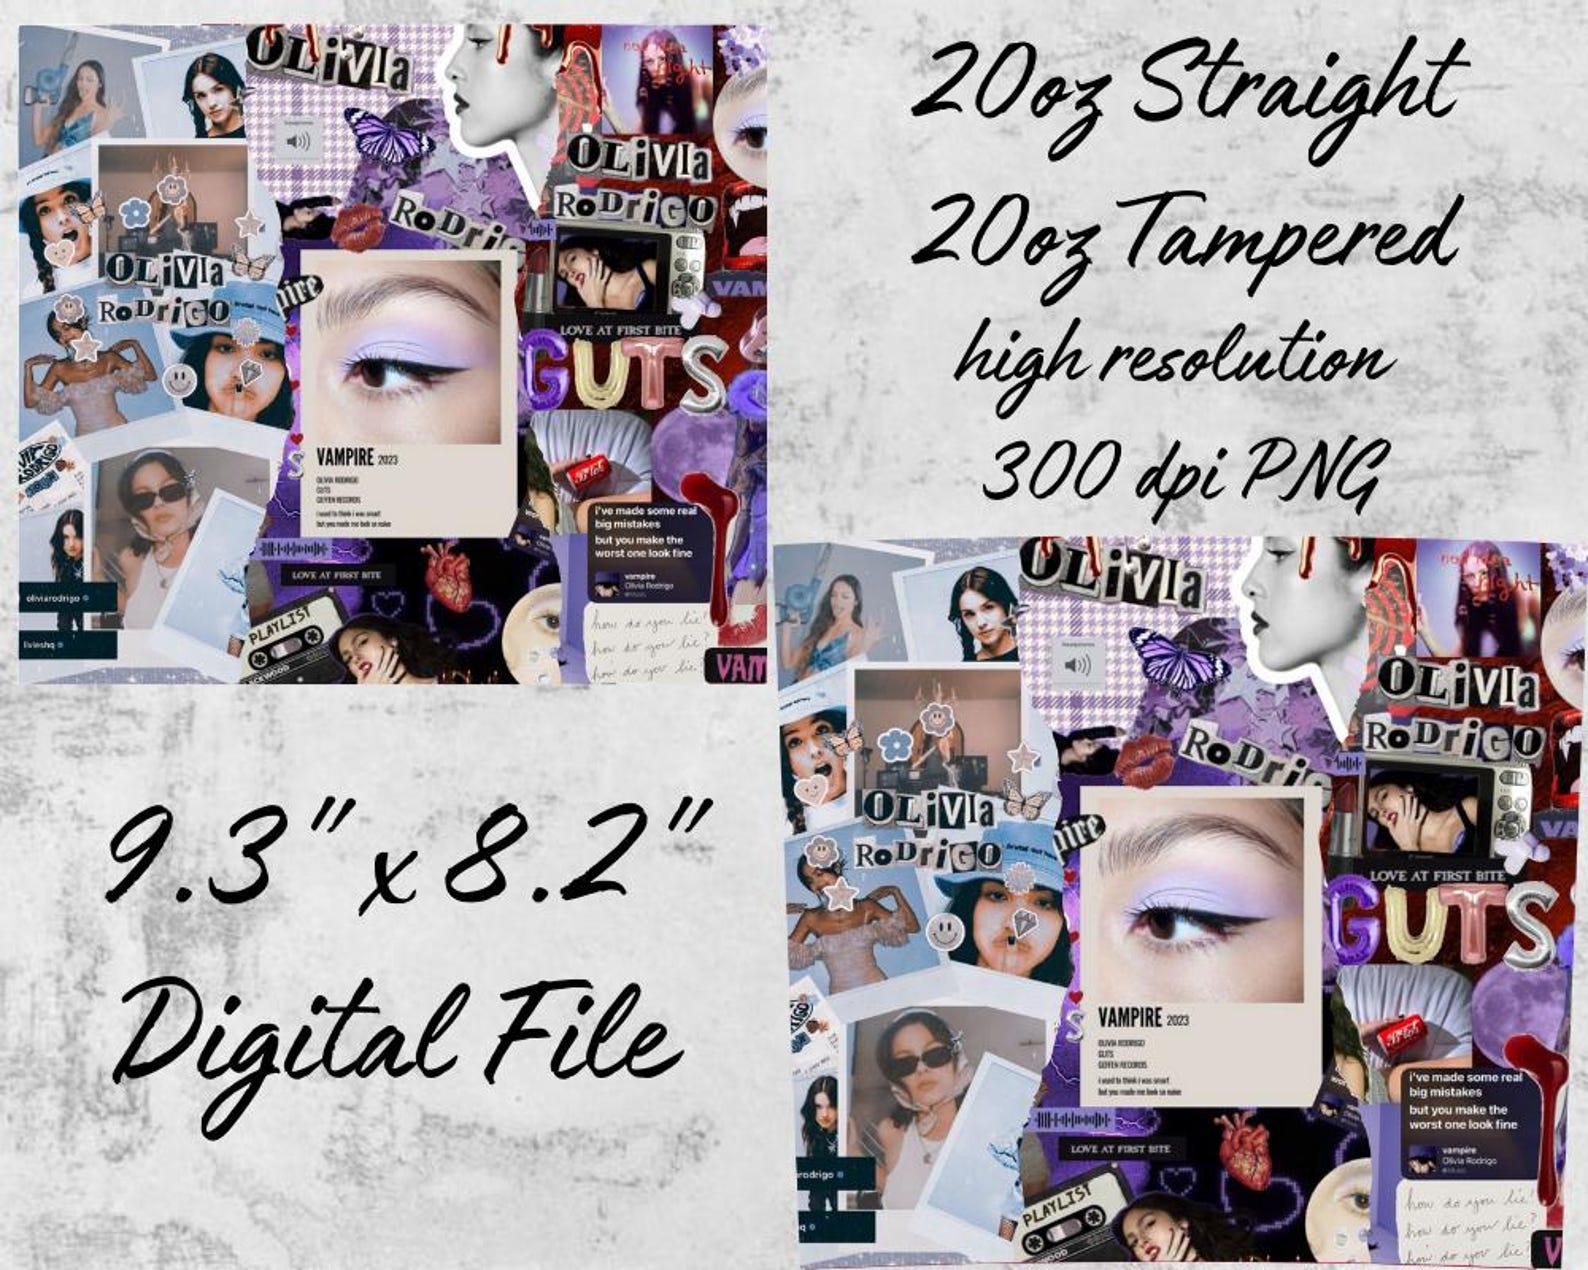 OLiVIa
not den
right
OLiVIa
RoDriGO
RoDriG
OLiVIa
RoDriGO
VAM
LOVE AT FIRST BITE
GUTS
VAMPIRE 2023
OLIVIA RODRIGO
GUTS
GEFFEN RECORDS
i used to think i was smart
but you made me look so naive
i've made some real
big mistakes
but you make the
worst one look fine
vampire
Olivia Rodrigo
LOVE AT FIRST BITE
PLAYLIST
oliviarodrigo
livieshq
how do you lie?
how do you lie?
how do you lie?
VAM
20oz Straight
20oz Tampered
high resolution
300 dpi PNG
9.3" x 8.2"
Digital File
OLiVIa
OLiVIa
RoDriGO
RoDriG
OLiVIa
RoDriGO
VA
LOVE AT FIRST BITE
GUTS
VAMPIRE 2023
OLIVIA RODRIGO
GUTS
GEFFEN RECORDS
i used to think i was smart
but you made me look so naive
i've made some real
big mistakes
but you make the
worst one look fine
vampire
Olivia Rodrigo
LOVE AT FIRST BITE
PLAYLIST
rodrigo
how do you lie?
how do you lie?
how do you lie?
V